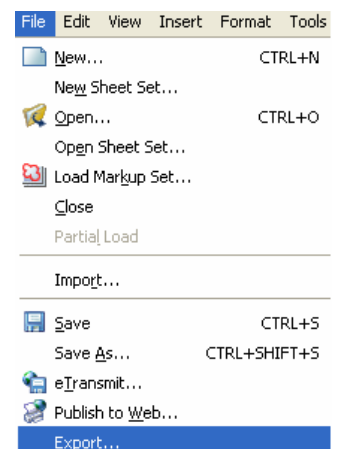 File Edit View Insert Format Tools
New... CTRL+N
New Sheet Set...
Open... CTRL+O
Open Sheet Set...
Load Markup Set...
Close
Partial Load
Import...
Save CTRL+S
Save As... CTRL+SHIFT+S
eTransmit...
Publish to Web...
Export...